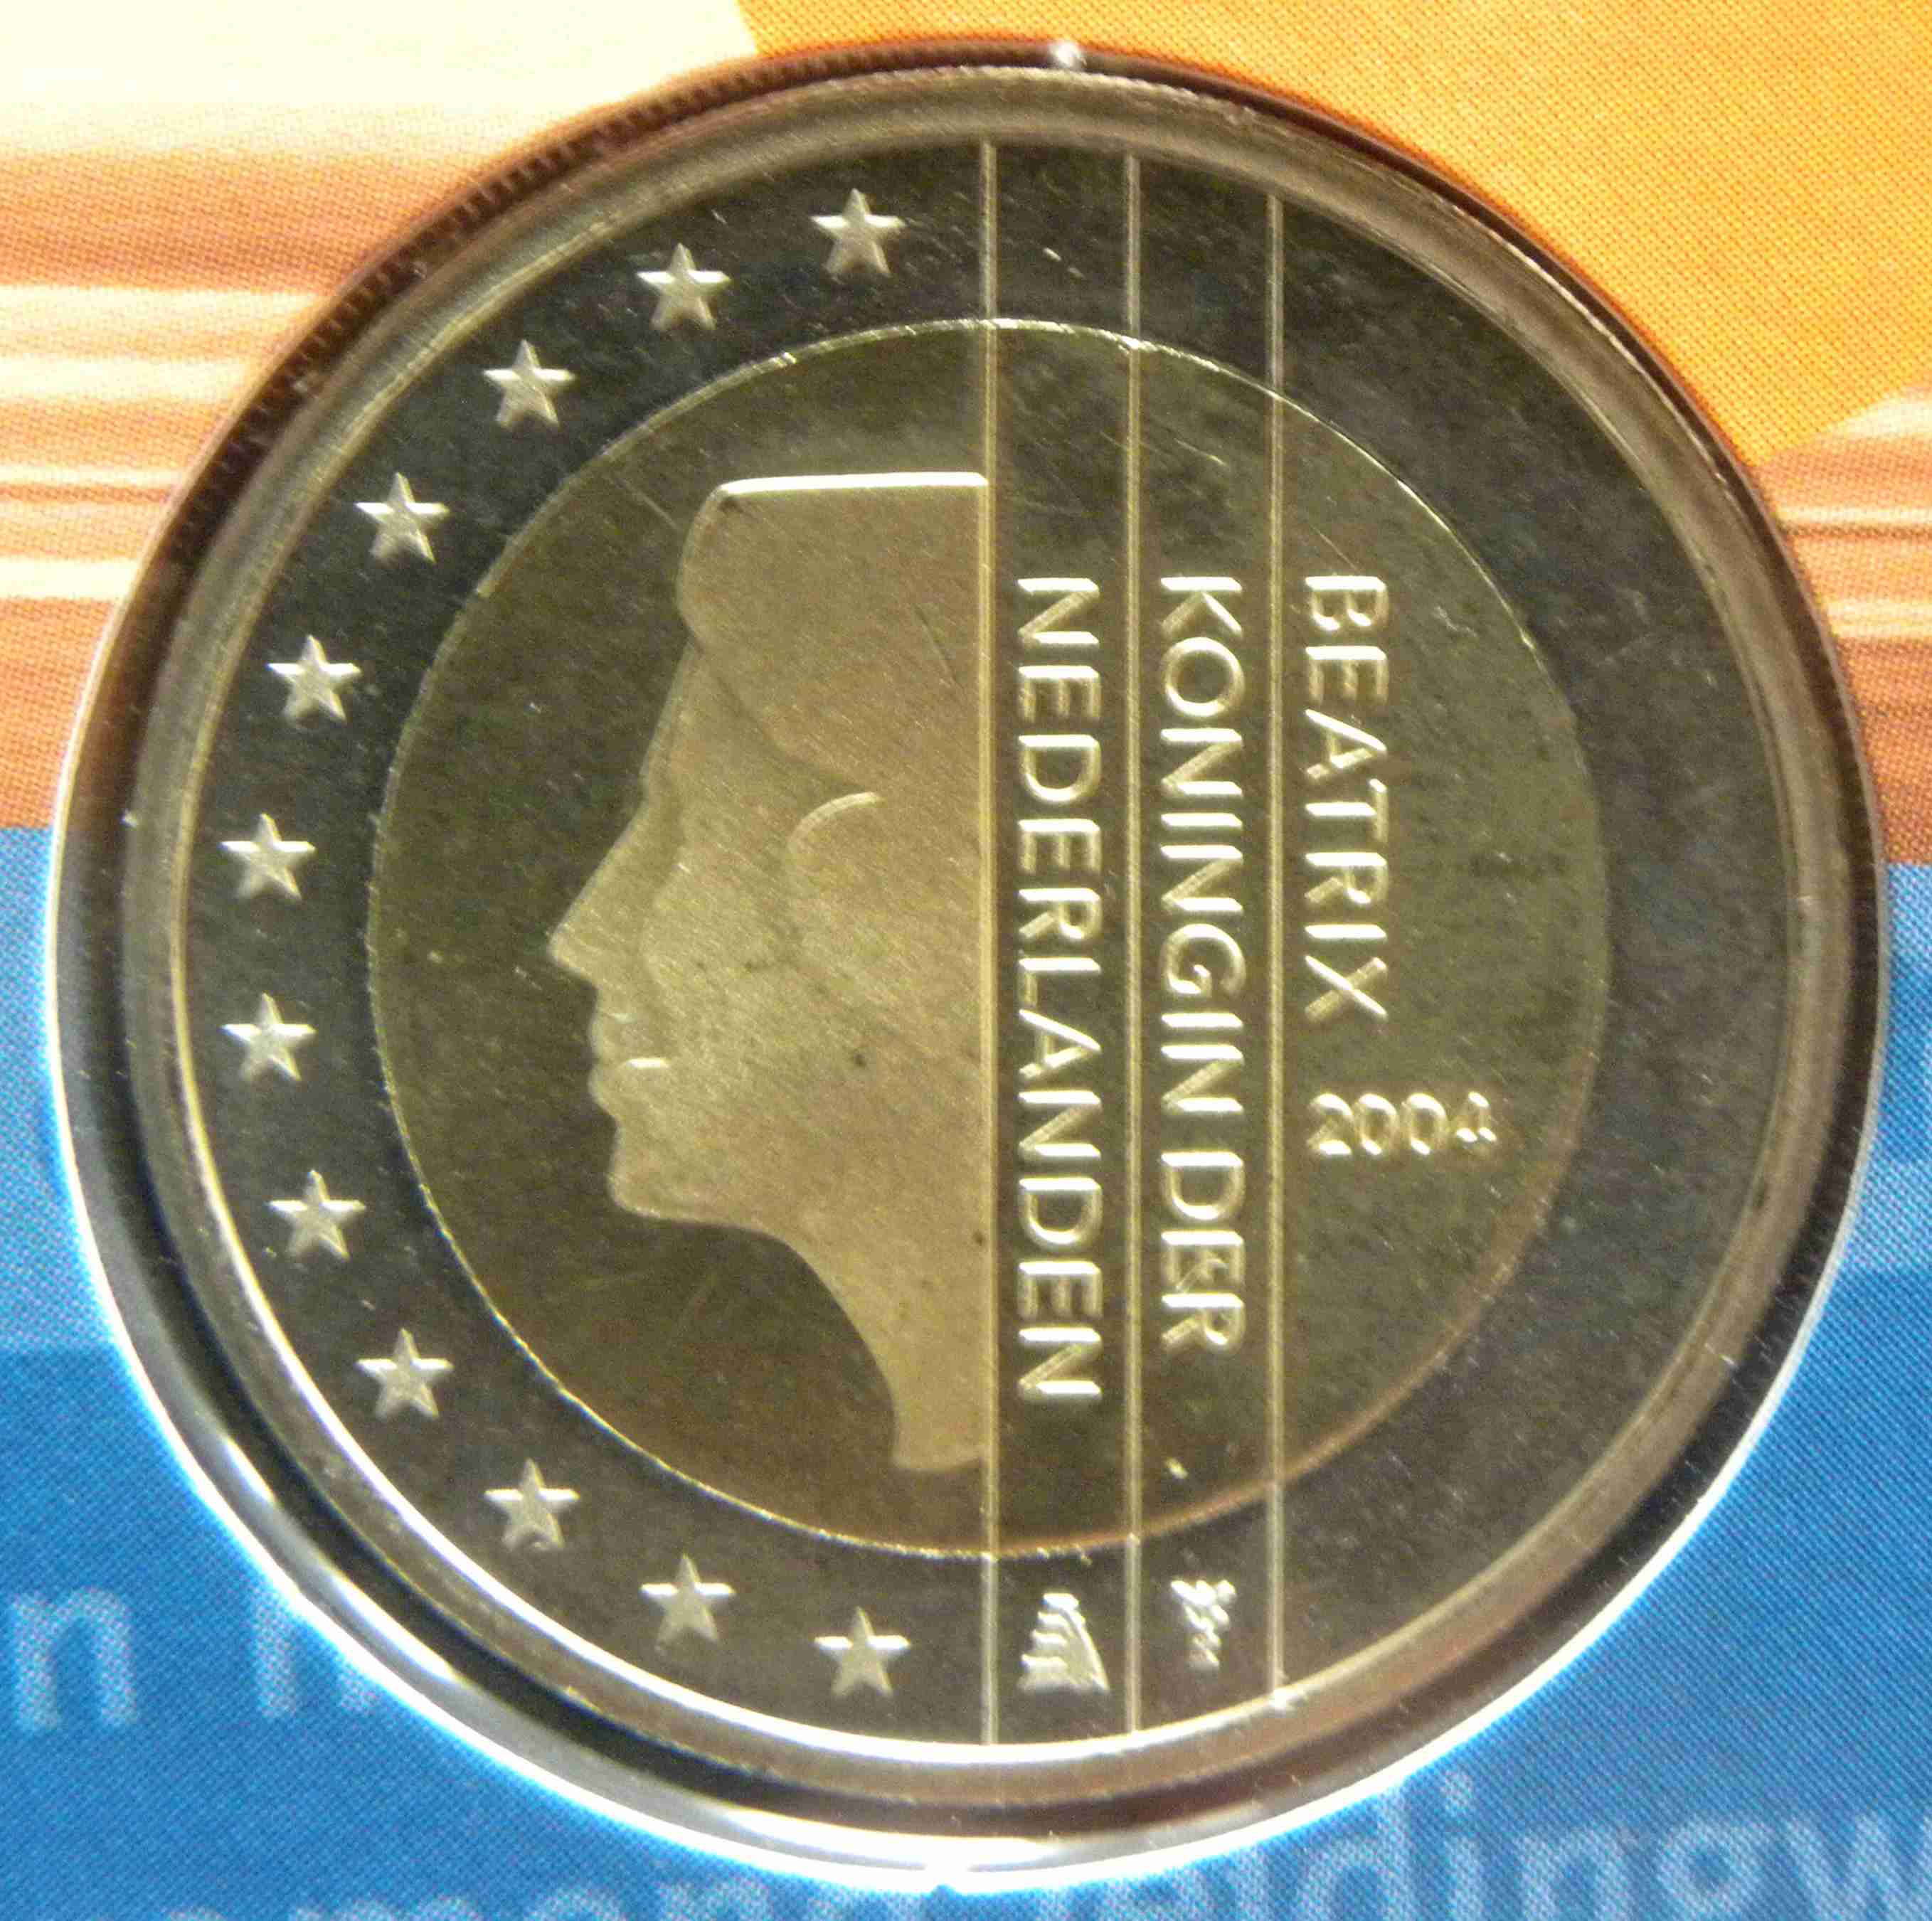 BEATRIX
2004
KONINGIN DER
NEDERLANDEN